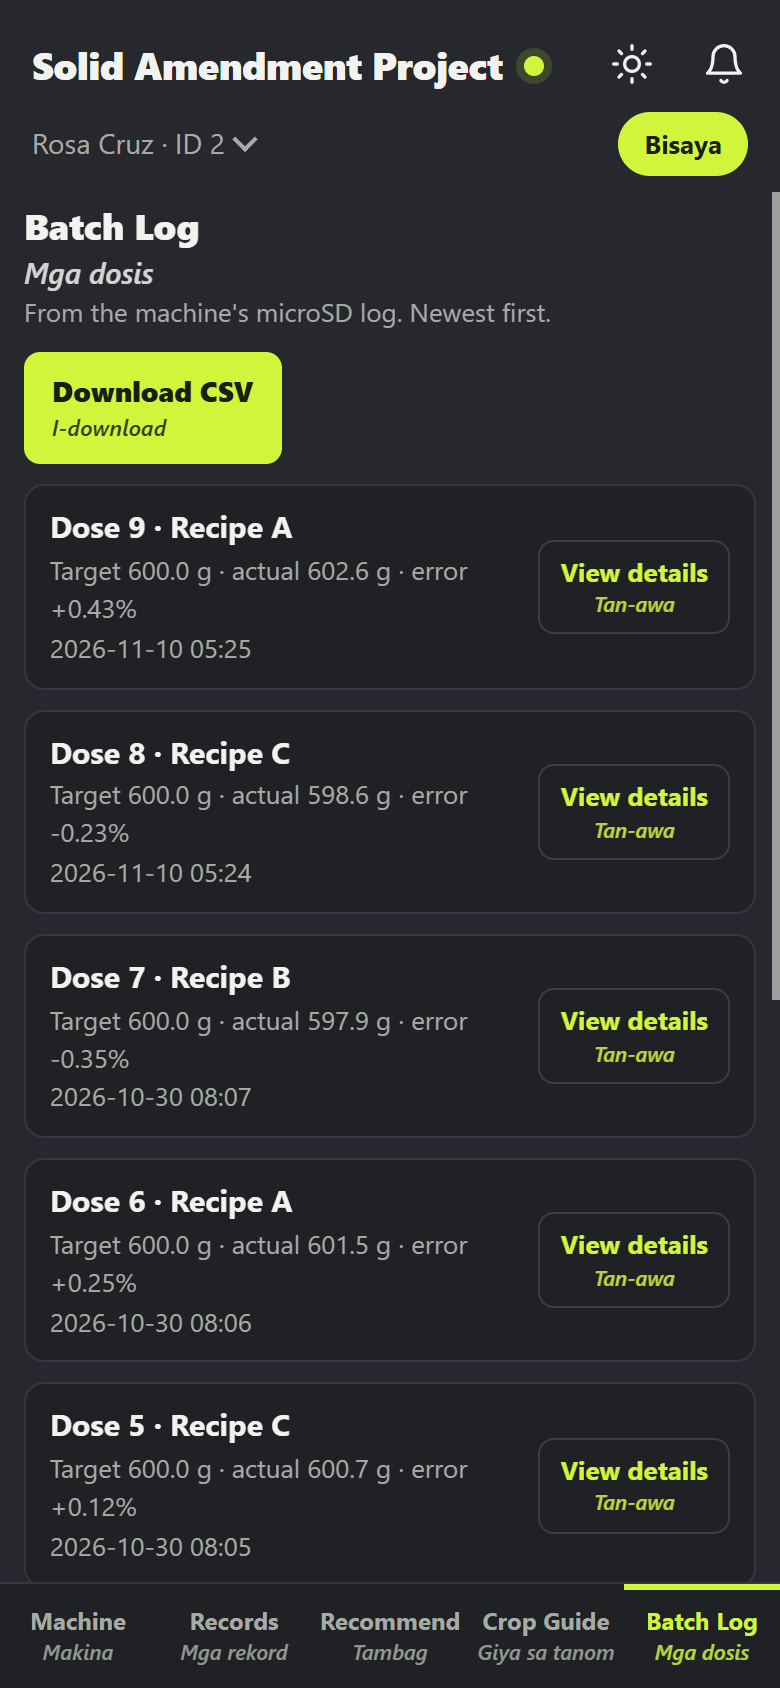 Solid Amendment Project
Rosa Cruz · ID 2
Bisaya
Batch Log
Mga dosis
From the machine's microSD log. Newest first.
Download CSV
I-download
Dose 9 · Recipe A
Target 600.0 g · actual 602.6 g · error
+0.43%
2026-11-10 05:25
View details
Tan-awa
Dose 8 · Recipe C
Target 600.0 g · actual 598.6 g · error
-0.23%
2026-11-10 05:24
View details
Tan-awa
Dose 7 · Recipe B
Target 600.0 g · actual 597.9 g · error
-0.35%
2026-10-30 08:07
View details
Tan-awa
Dose 6 · Recipe A
Target 600.0 g · actual 601.5 g · error
+0.25%
2026-10-30 08:06
View details
Tan-awa
Dose 5 · Recipe C
Target 600.0 g · actual 600.7 g · error
+0.12%
2026-10-30 08:05
View details
Tan-awa
Machine
Makina
Records
Mga rekord
Recommend
Tambag
Crop Guide
Giya sa tanom
Batch Log
Mga dosis